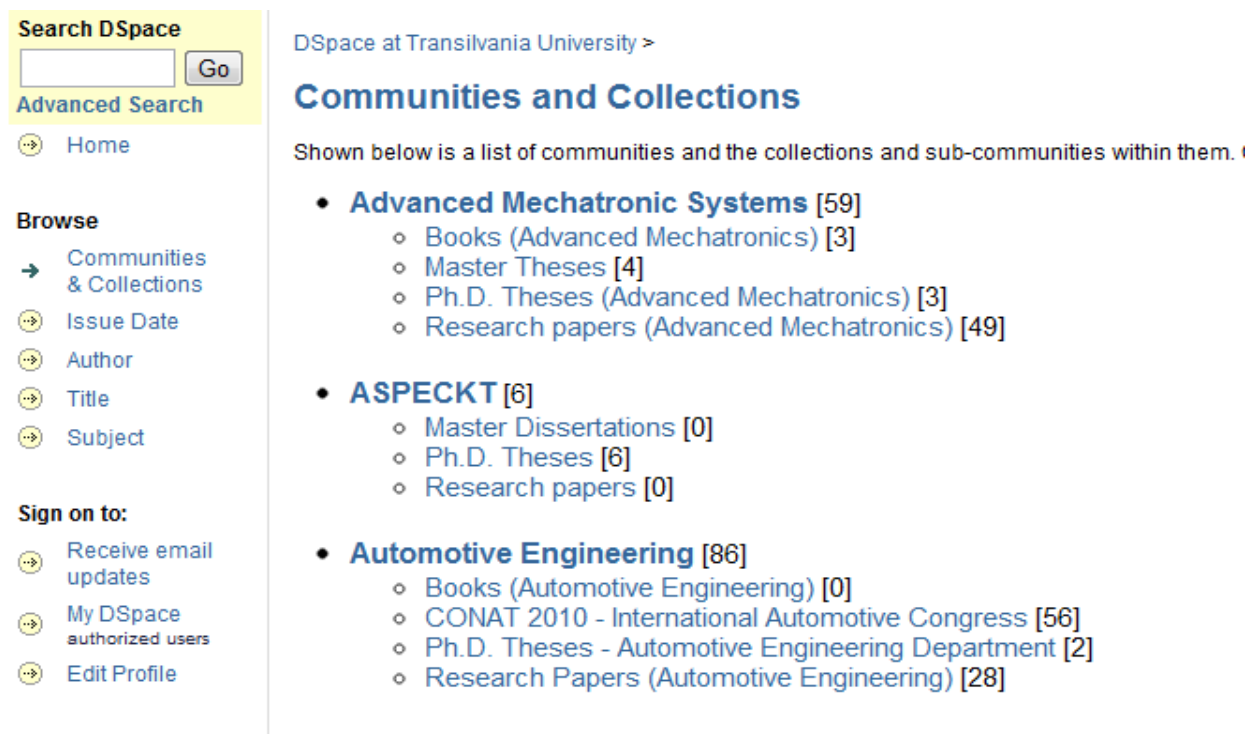 Search DSpace
Go
Advanced Search
Home
Browse
Communities
& Collections
Issue Date
Author
Title
Subject
Sign on to:
Receive email
updates
My DSpace
authorized users
Edit Profile
DSpace at Transilvania University >
Communities and Collections
Shown below is a list of communities and the collections and sub-communities within them.
Advanced Mechatronic Systems [59]
Books (Advanced Mechatronics) [3]
Master Theses [4]
Ph.D. Theses (Advanced Mechatronics) [3]
Research papers (Advanced Mechatronics) [49]
ASPECKT [6]
Master Dissertations [0]
Ph.D. Theses [6]
Research papers [0]
Automotive Engineering [86]
Books (Automotive Engineering) [0]
CONAT 2010 - International Automotive Congress [56]
Ph.D. Theses - Automotive Engineering Department [2]
Research Papers (Automotive Engineering) [28]